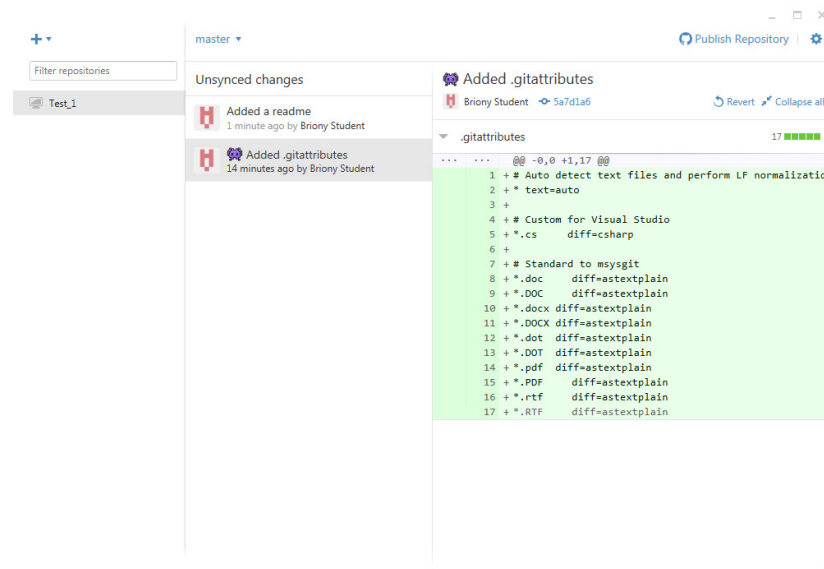 master
Publish Repository
Filter repositories
Test_1
Unsynced changes
Added a readme
1 minute ago by Briony Student
Added .gitattributes
14 minutes ago by Briony Student
Added .gitattributes
Briony Student 5a7d1a6
Revert Collapse all
.gitattributes 17
... ... @@ -0,0 +1,17 @@
1 +# Auto detect text files and perform LF normalizatio
2 +* text=auto
3 +
4 +# Custom for Visual Studio
5 +*.cs diff=csharp
6 +
7 +# Standard to msysgit
8 +*.doc diff=astextplain
9 +*.DOC diff=astextplain
10 +*.docx diff=astextplain
11 +*.DOCX diff=astextplain
12 +*.dot diff=astextplain
13 +*.DOT diff=astextplain
14 +*.pdf diff=astextplain
15 +*.PDF diff=astextplain
16 +*.rtf diff=astextplain
17 +*.RTF diff=astextplain